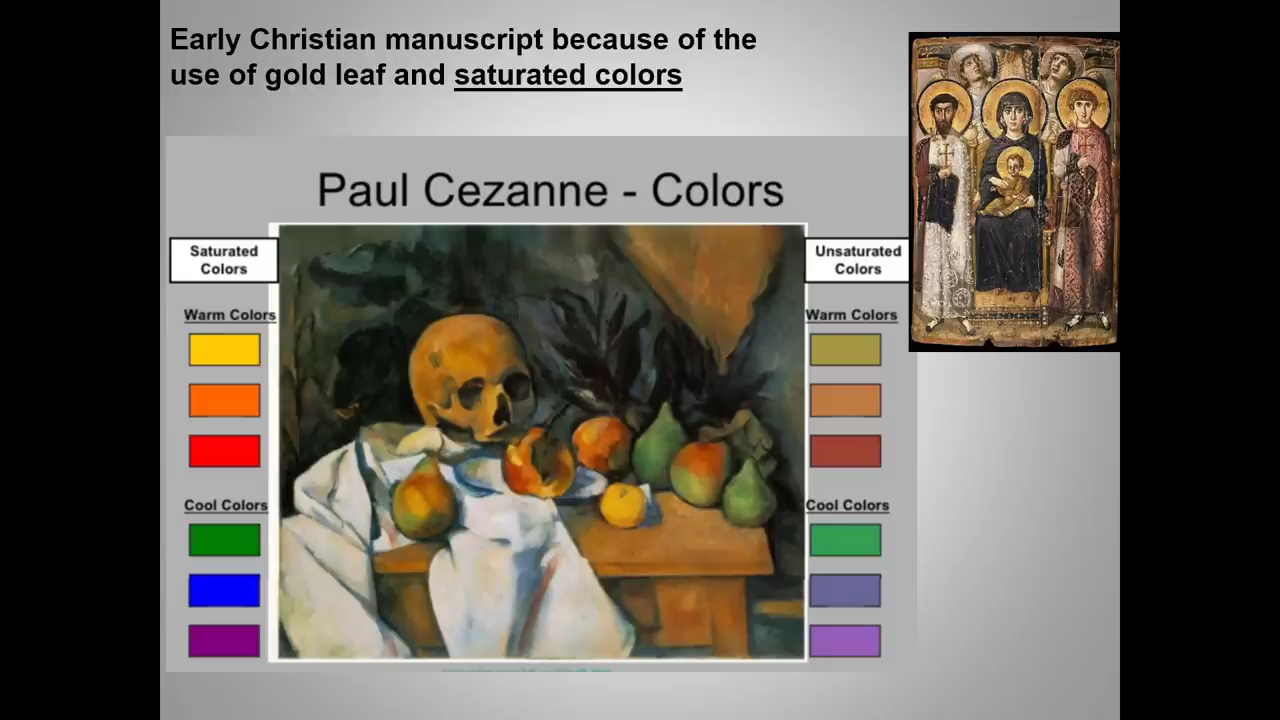 Early Christian manuscript because of the
use of gold leaf and saturated colors
Paul Cezanne - Colors
Saturated
Colors
Unsaturated
Colors
Warm Colors
Warm Colors
Cool Colors
Cool Colors